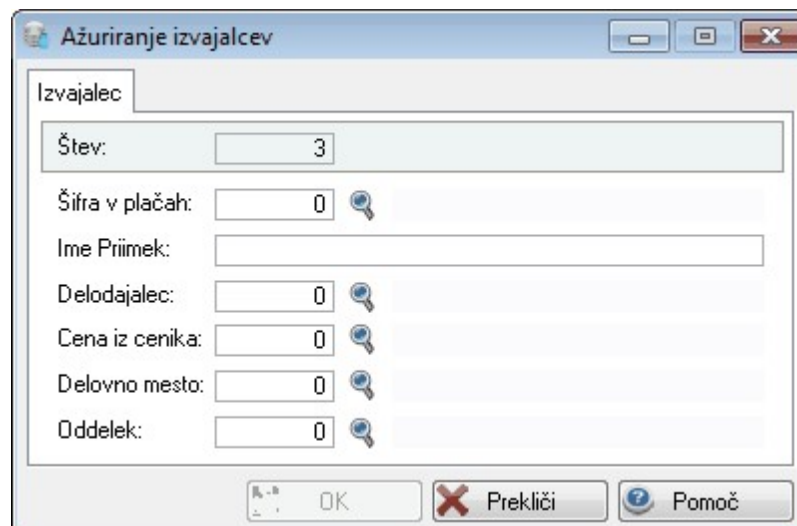 Ažuriranje izvajalcev
Izvajalec
Štev: 3
Šifra v plačah: 0
Ime Priimek:
Delodajalec: 0
Cena iz cenika: 0
Delovno mesto: 0
Oddelek: 0
OK Prekliči Pomoč